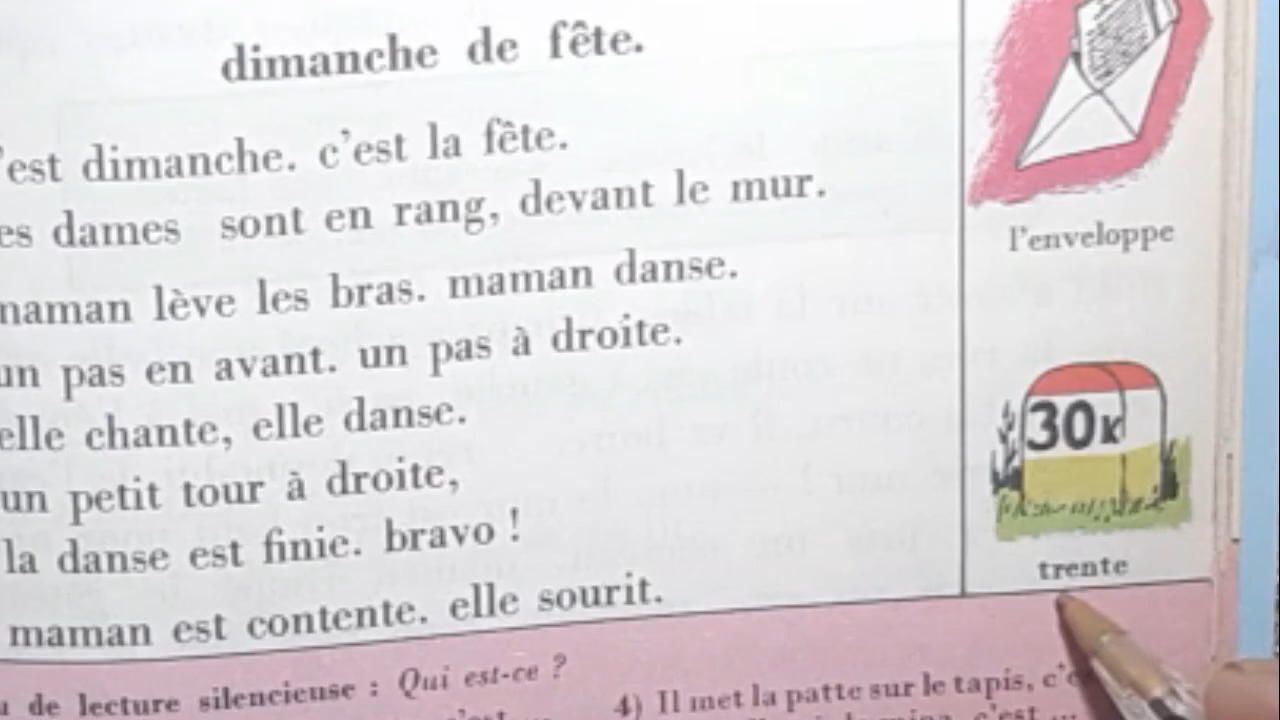 dimanche de fête.
'est dimanche. c'est la fête.
es dames sont en rang, devant le mur.
maman lève les bras. maman danse.
un pas en avant. un pas à droite.
elle chante, elle danse.
un petit tour à droite,
la danse est finie. bravo !
maman est contente. elle sourit.
l'enveloppe
30K
trente
de lecture silencieuse : Qui est-ce ?
4) Il met la patte sur le tapis,
c'est ...